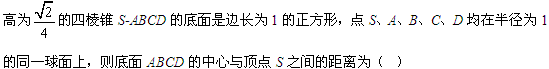 高为√2/4的四棱锥 S-ABCD 的底面是边长为 1 的正方形，点 S、A、B、C、D 均在半径为 1
的同一球面上，则底面 ABCD 的中心与顶点 S 之间的距离为（ ）